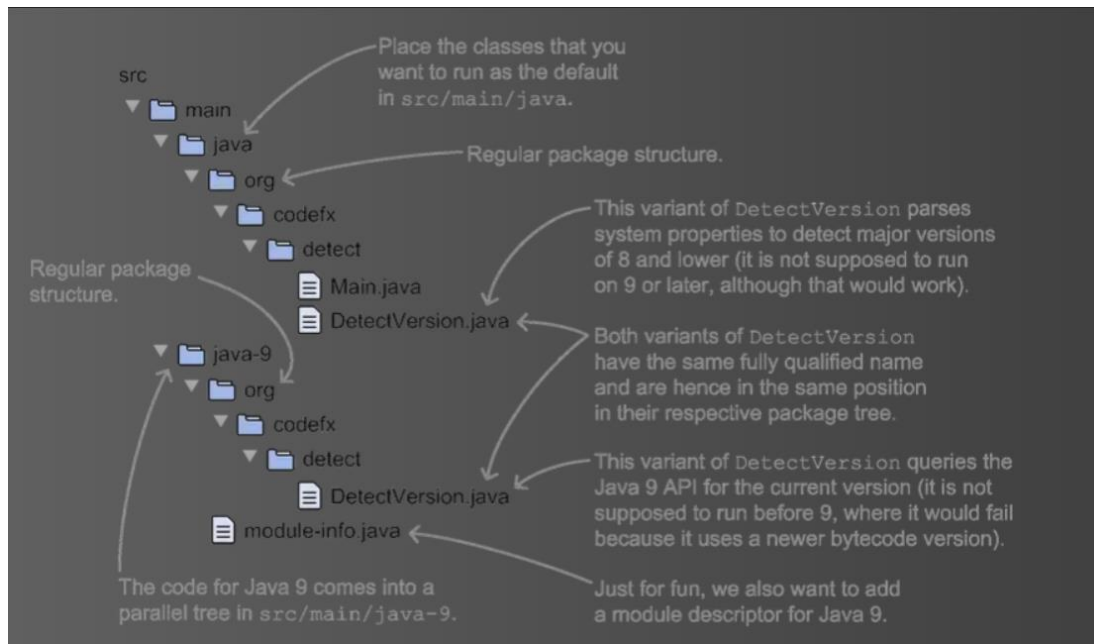 Place the classes that you
want to run as the default
in src/main/java.
src
main
java
Regular package structure.
org
codefx
This variant of DetectVersion parses
system properties to detect major versions
of 8 and lower (it is not supposed to run
on 9 or later, although that would work).
detect
Regular package
structure.
Main.java
DetectVersion.java
Both variants of DetectVersion
have the same fully qualified name
and are hence in the same position
in their respective package tree.
java-9
org
codefx
detect
This variant of DetectVersion queries the
Java 9 API for the current version (it is not
supposed to run before 9, where it would fail
because it uses a newer bytecode version).
DetectVersion.java
module-info.java
The code for Java 9 comes into a
parallel tree in src/main/java-9.
Just for fun, we also want to add
a module descriptor for Java 9.